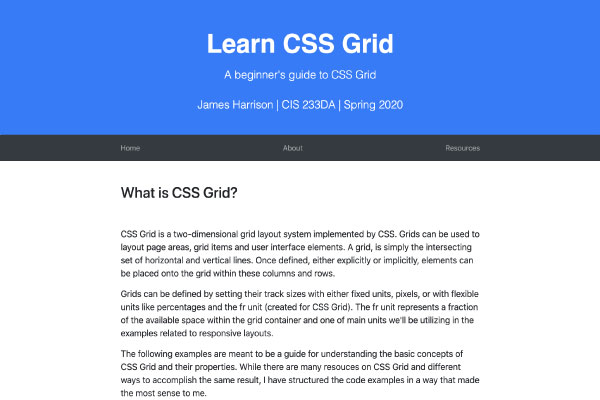 Learn CSS Grid
A beginner's guide to CSS Grid
James Harrison | CIS 233DA | Spring 2020
Home About Resources
What is CSS Grid?
CSS Grid is a two-dimensional grid layout system implemented by CSS. Grids can be used to
layout page areas, grid items and user interface elements. A grid, is simply the intersecting
set of horizontal and vertical lines. Once defined, either explicitly or implicitly, elements can
be placed onto the grid within these columns and rows.
Grids can be defined by setting their track sizes with either fixed units, pixels, or with flexible
units like percentages and the fr unit (created for CSS Grid). The fr unit represents a fraction
of the available space within the grid container and one of main units we'll be utilizing in the
examples related to responsive layouts.
The following examples are meant to be a guide for understanding the basic concepts of
CSS Grid and their properties. While there are many resouces on CSS Grid and different
ways to accomplish the same result, I have structured the code examples in a way that made
the most sense to me.